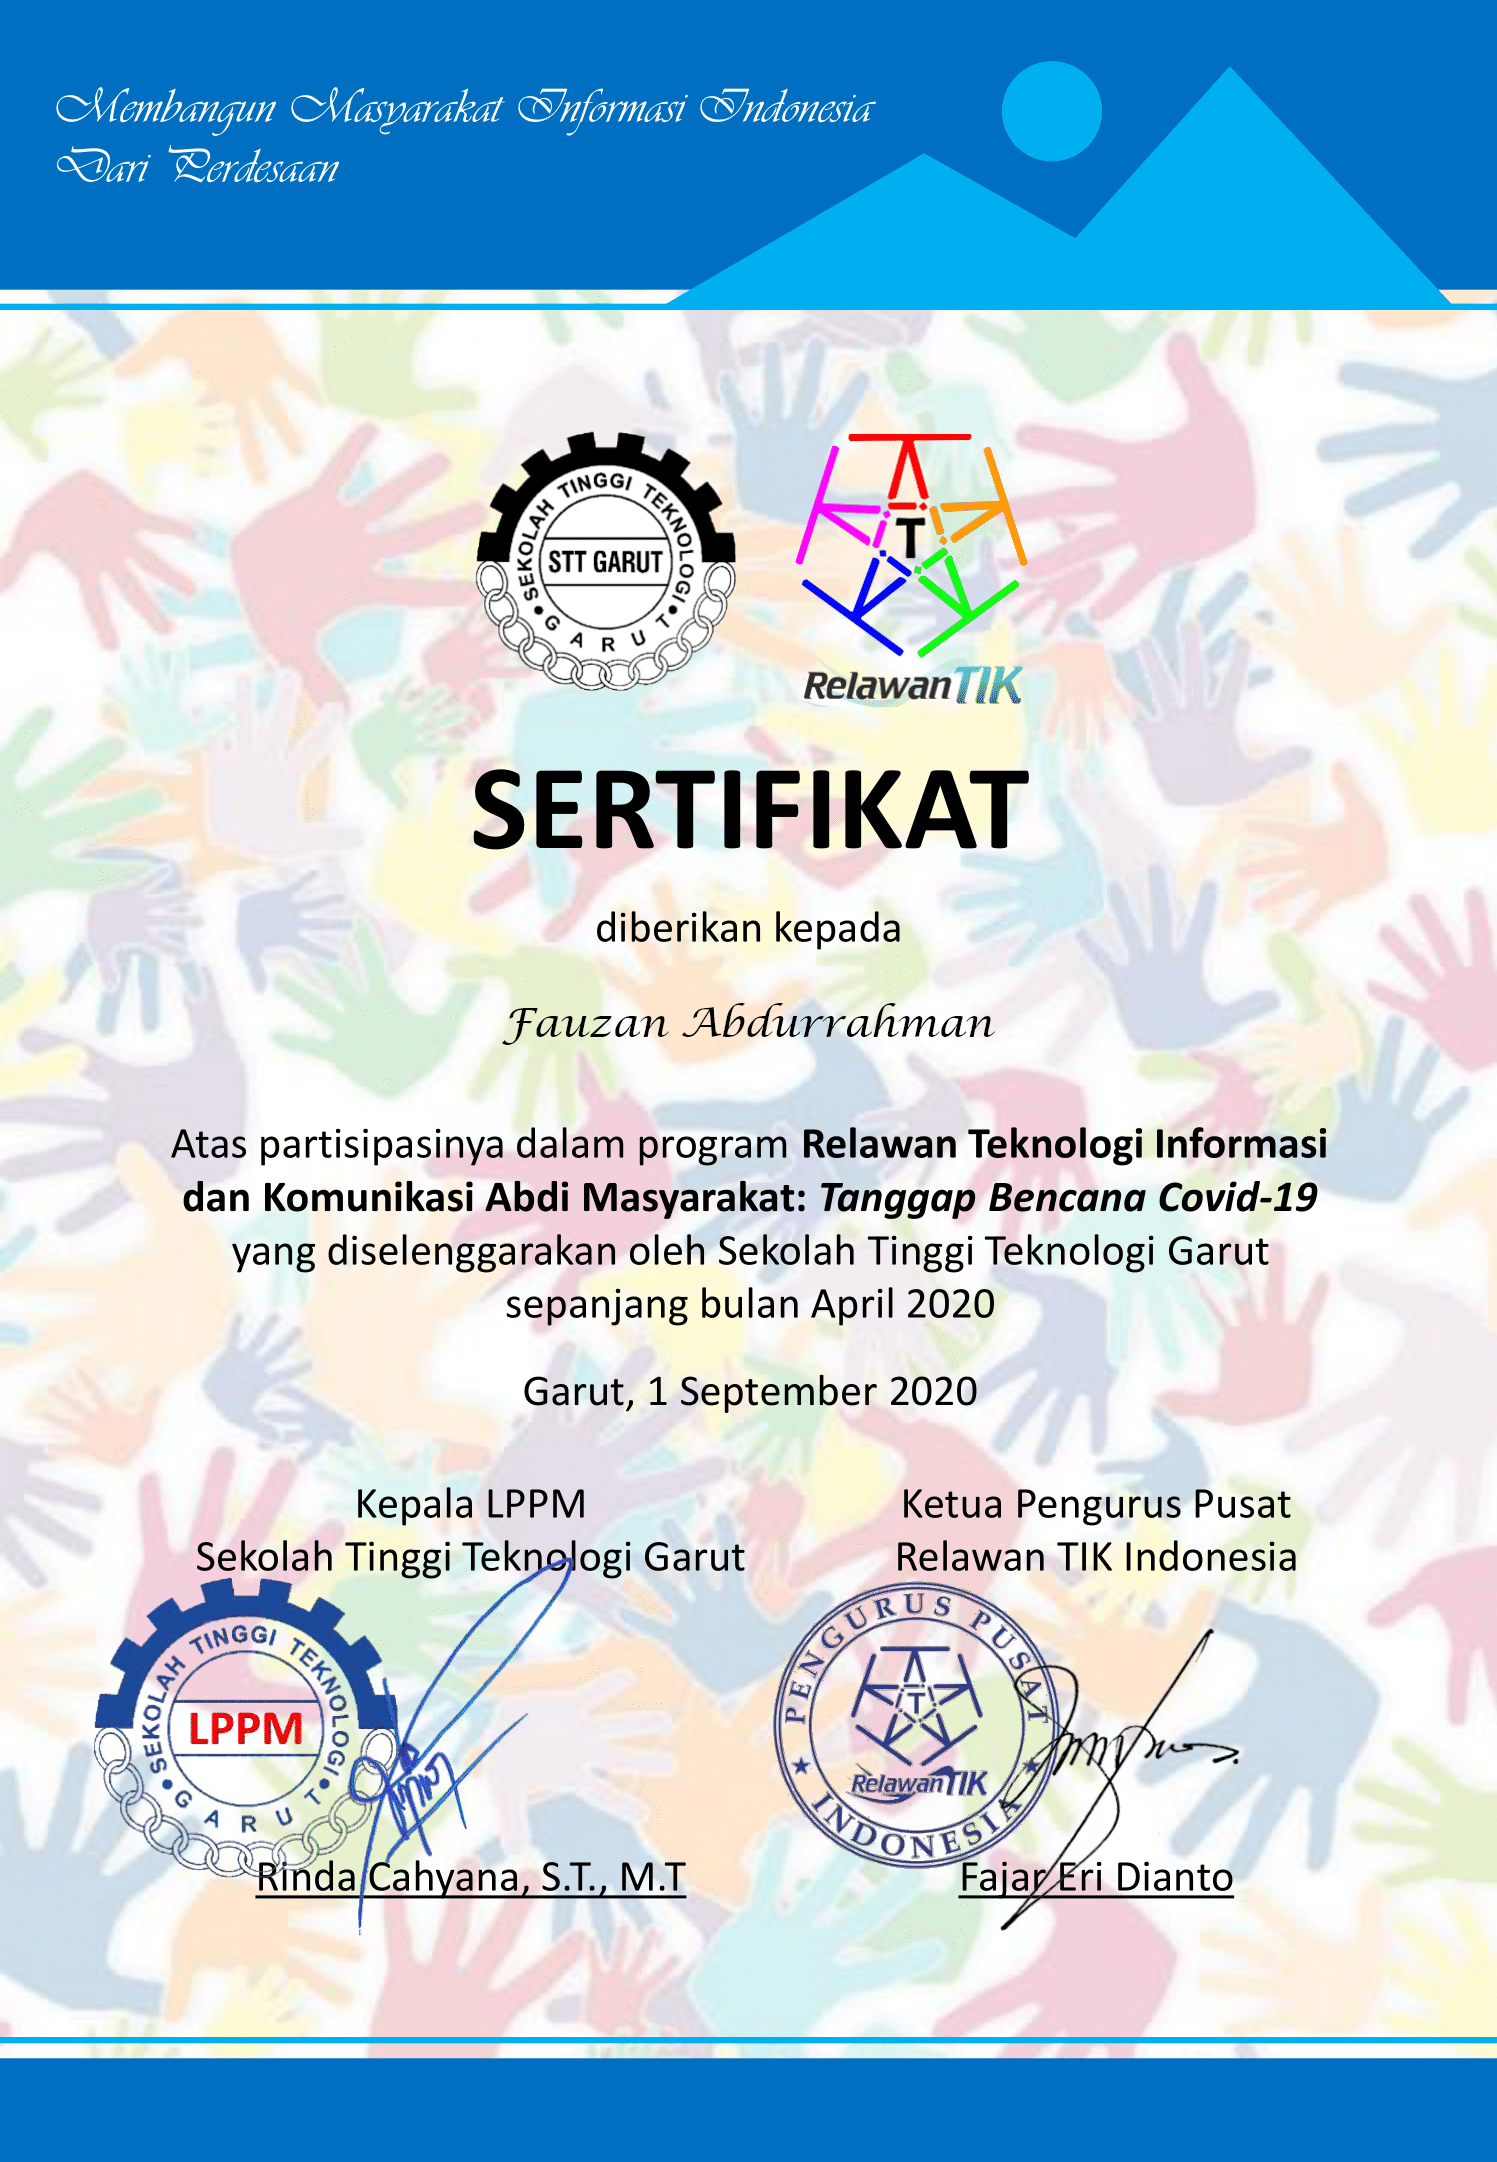 Membangun Masyarakat Informasi Indonesia
Dari Perdesaan
SEKOLAH TINGGI TEKNOLOGI
STT GARUT
GARUT
T
RelawanTIK
SERTIFIKAT
diberikan kepada
Fauzan Abdurrahman
Atas partisipasinya dalam program Relawan Teknologi Informasi
dan Komunikasi Abdi Masyarakat: Tanggap Bencana Covid-19
yang diselenggarakan oleh Sekolah Tinggi Teknologi Garut
sepanjang bulan April 2020
Garut, 1 September 2020
Kepala LPPM
Sekolah Tinggi Teknologi Garut
SEKOLAH TINGGI TEKNOLOGI
LPPM
GARUT
Rinda Cahyana, S.T., M.T
Ketua Pengurus Pusat
Relawan TIK Indonesia
PENGURUS PUSAT
T
RelawanTIK
INDONESIA
Fajar Eri Dianto